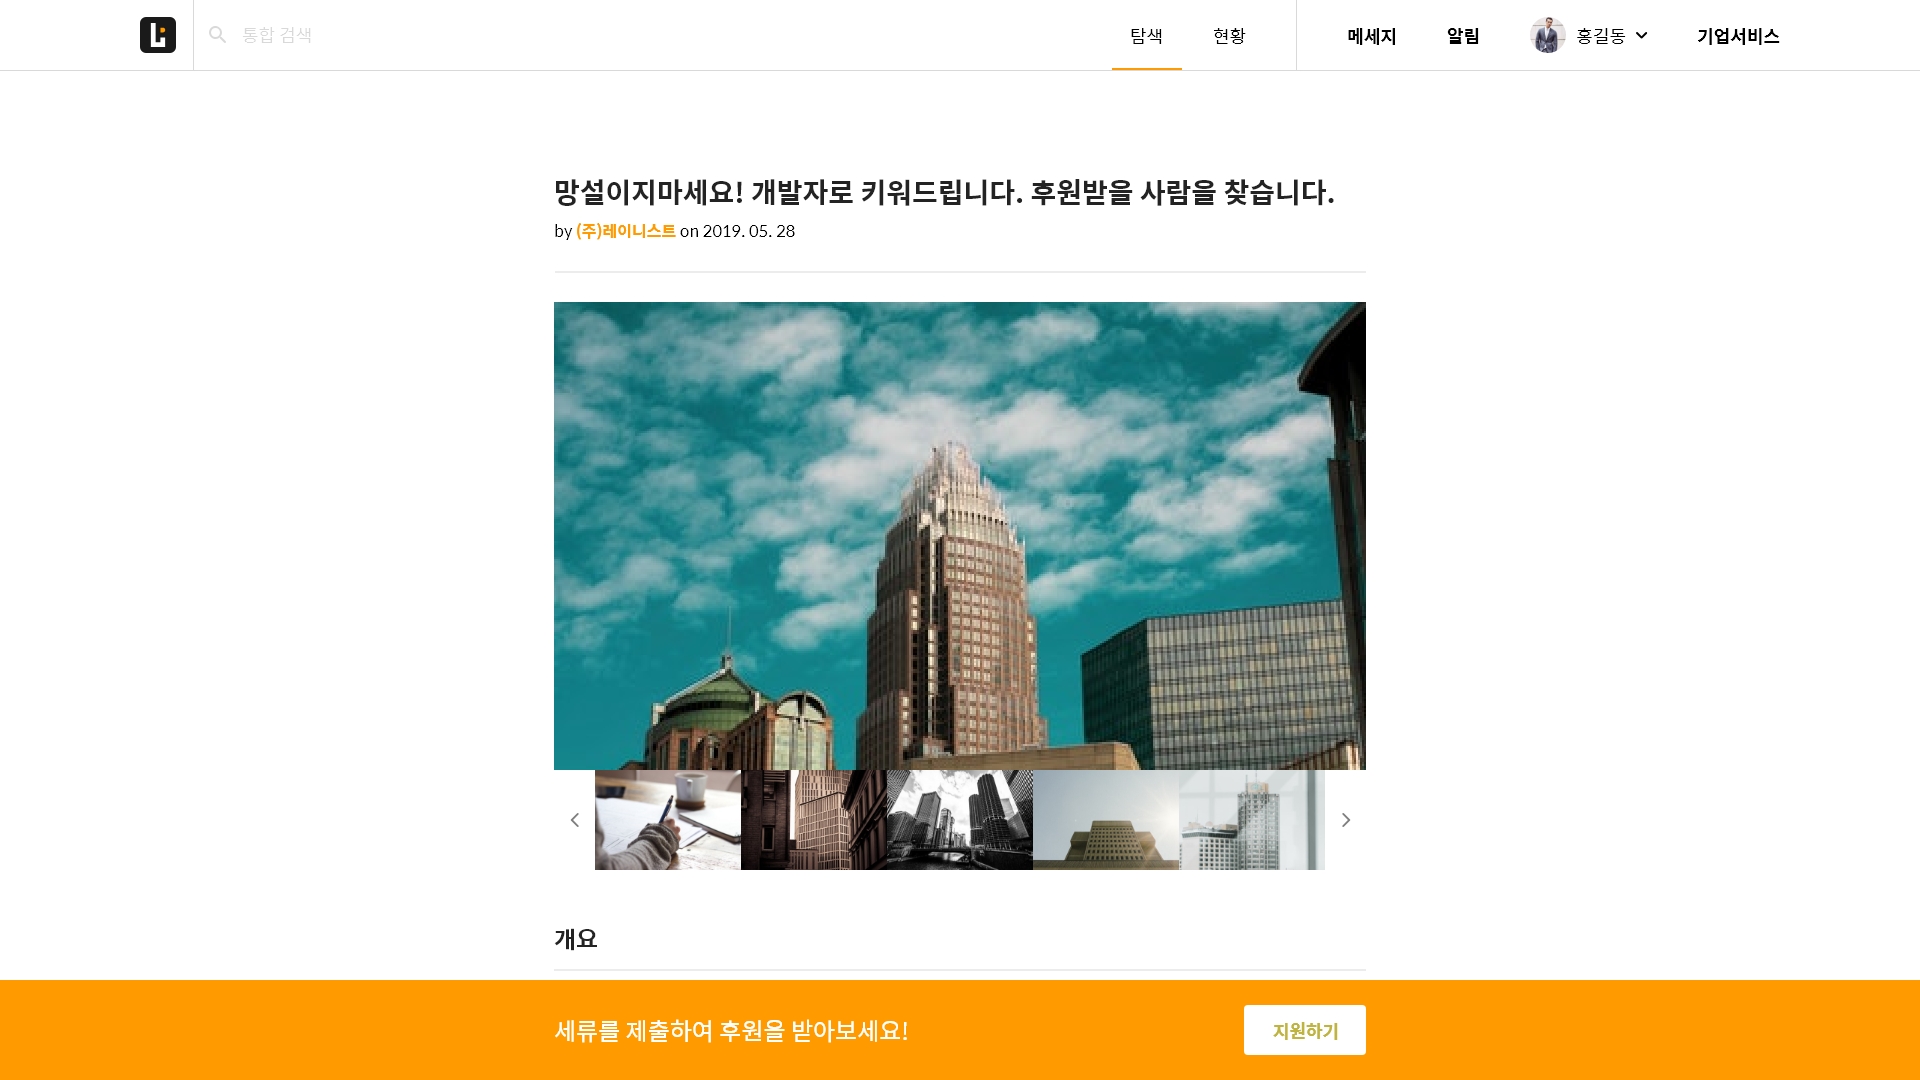 통합 검색
탐색
현황
메세지
알림
홍길동
기업서비스
망설이지마세요! 개발자로 키워드립니다. 후원받을 사람을 찾습니다.
by (주)레이니스트 on 2019. 05. 28
개요
세류를 제출하여 후원을 받아보세요!
지원하기